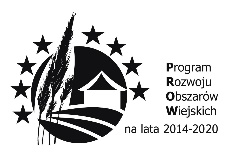 Program
Rozwoju
Obszarów
Wiejskich
na lata 2014-2020